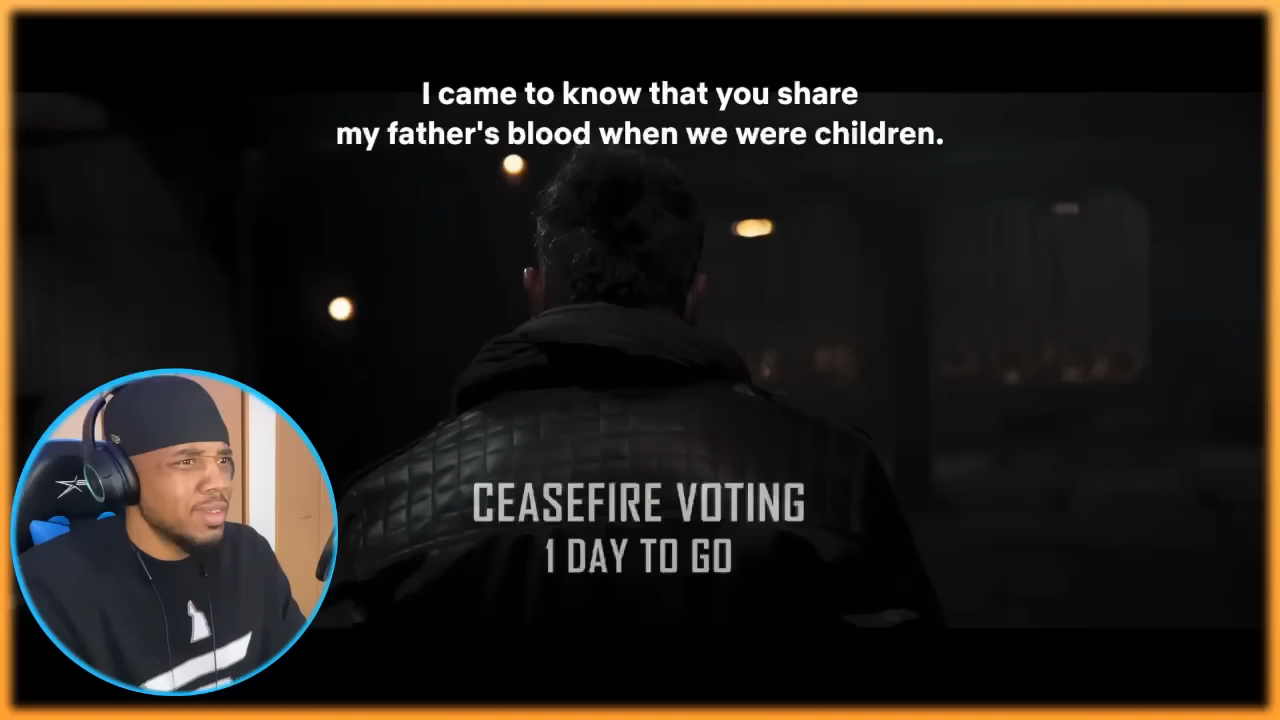 I came to know that you share
my father's blood when we were children.
CEASEFIRE VOTING
1 DAY TO GO